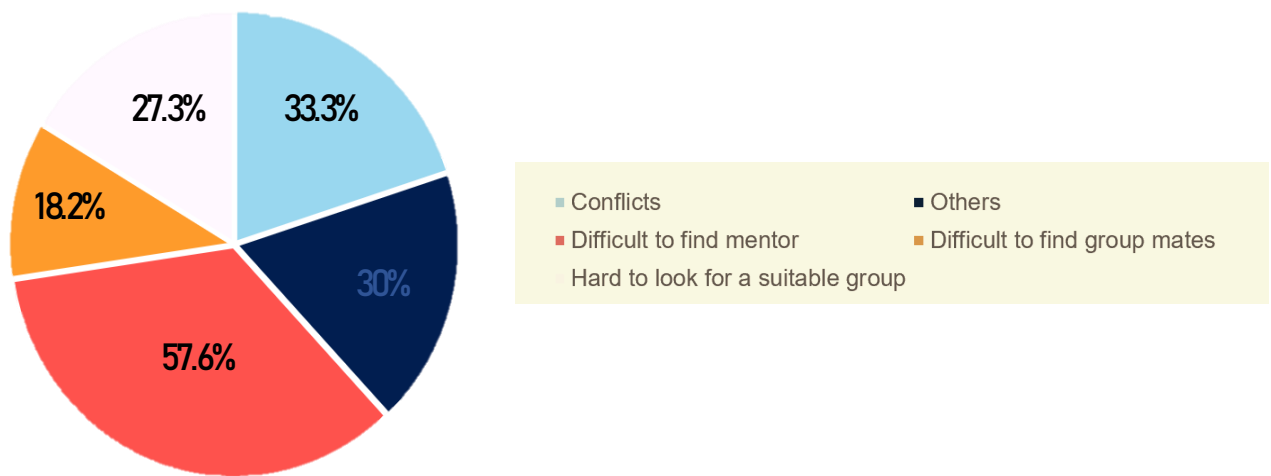 27.3%
33.3%
18.2%
30%
57.6%
Conflicts
Others
Difficult to find mentor
Difficult to find group mates
Hard to look for a suitable group